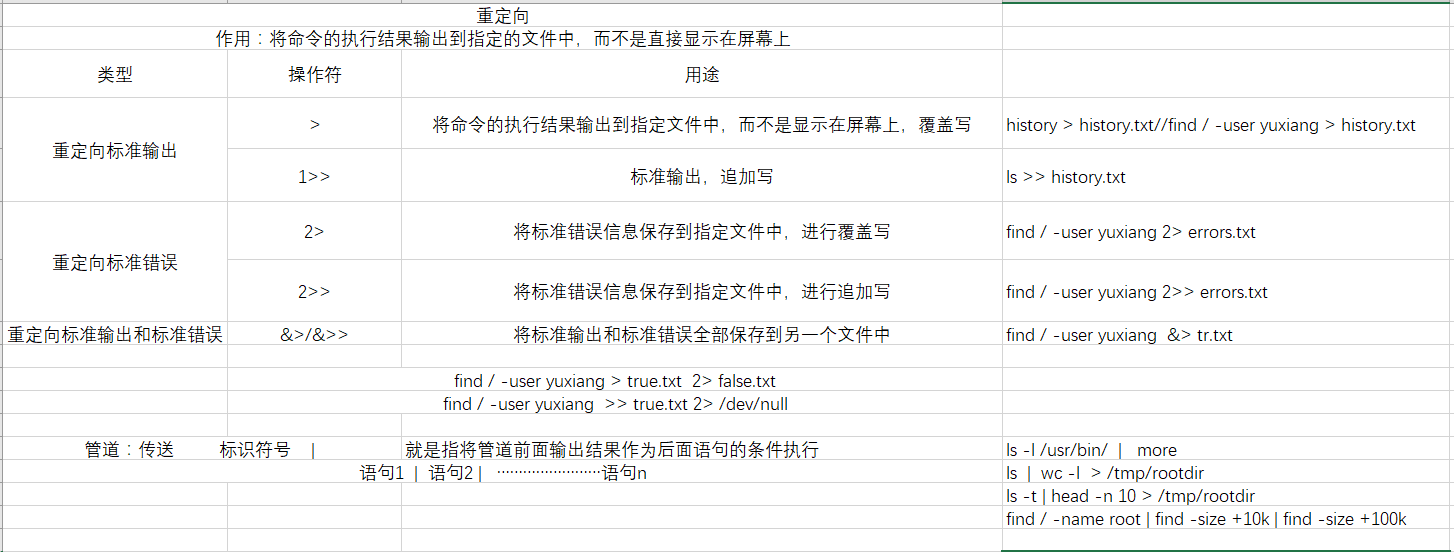 重定向
作用：将命令的执行结果输出到指定的文件中，而不是直接显示在屏幕上
类型 操作符 用途
重定向标准输出
> 将命令的执行结果输出到指定文件中，而不是显示在屏幕上，覆盖写 history > history.txt//find / -user yuxiang > history.txt
1>> 标准输出，追加写 ls >> history.txt
重定向标准错误
2> 将标准错误信息保存到指定文件中，进行覆盖写 find / -user yuxiang 2> errors.txt
2>> 将标准错误信息保存到指定文件中，进行追加写 find / -user yuxiang 2>> errors.txt
重定向标准输出和标准错误 &>/&>> 将标准输出和标准错误全部保存到另一个文件中 find / -user yuxiang  &> tr.txt
find / -user yuxiang > true.txt  2> false.txt
find / -user yuxiang  >> true.txt 2> /dev/null
管道：传送 标识符号 | 就是指将管道前面输出结果作为后面语句的条件执行 ls -l /usr/bin/ | more
语句1 | 语句2 | ························语句n ls | wc -l > /tmp/rootdir
ls -t | head -n 10 > /tmp/rootdir
find / -name root | find -size +10k | find -size +100k